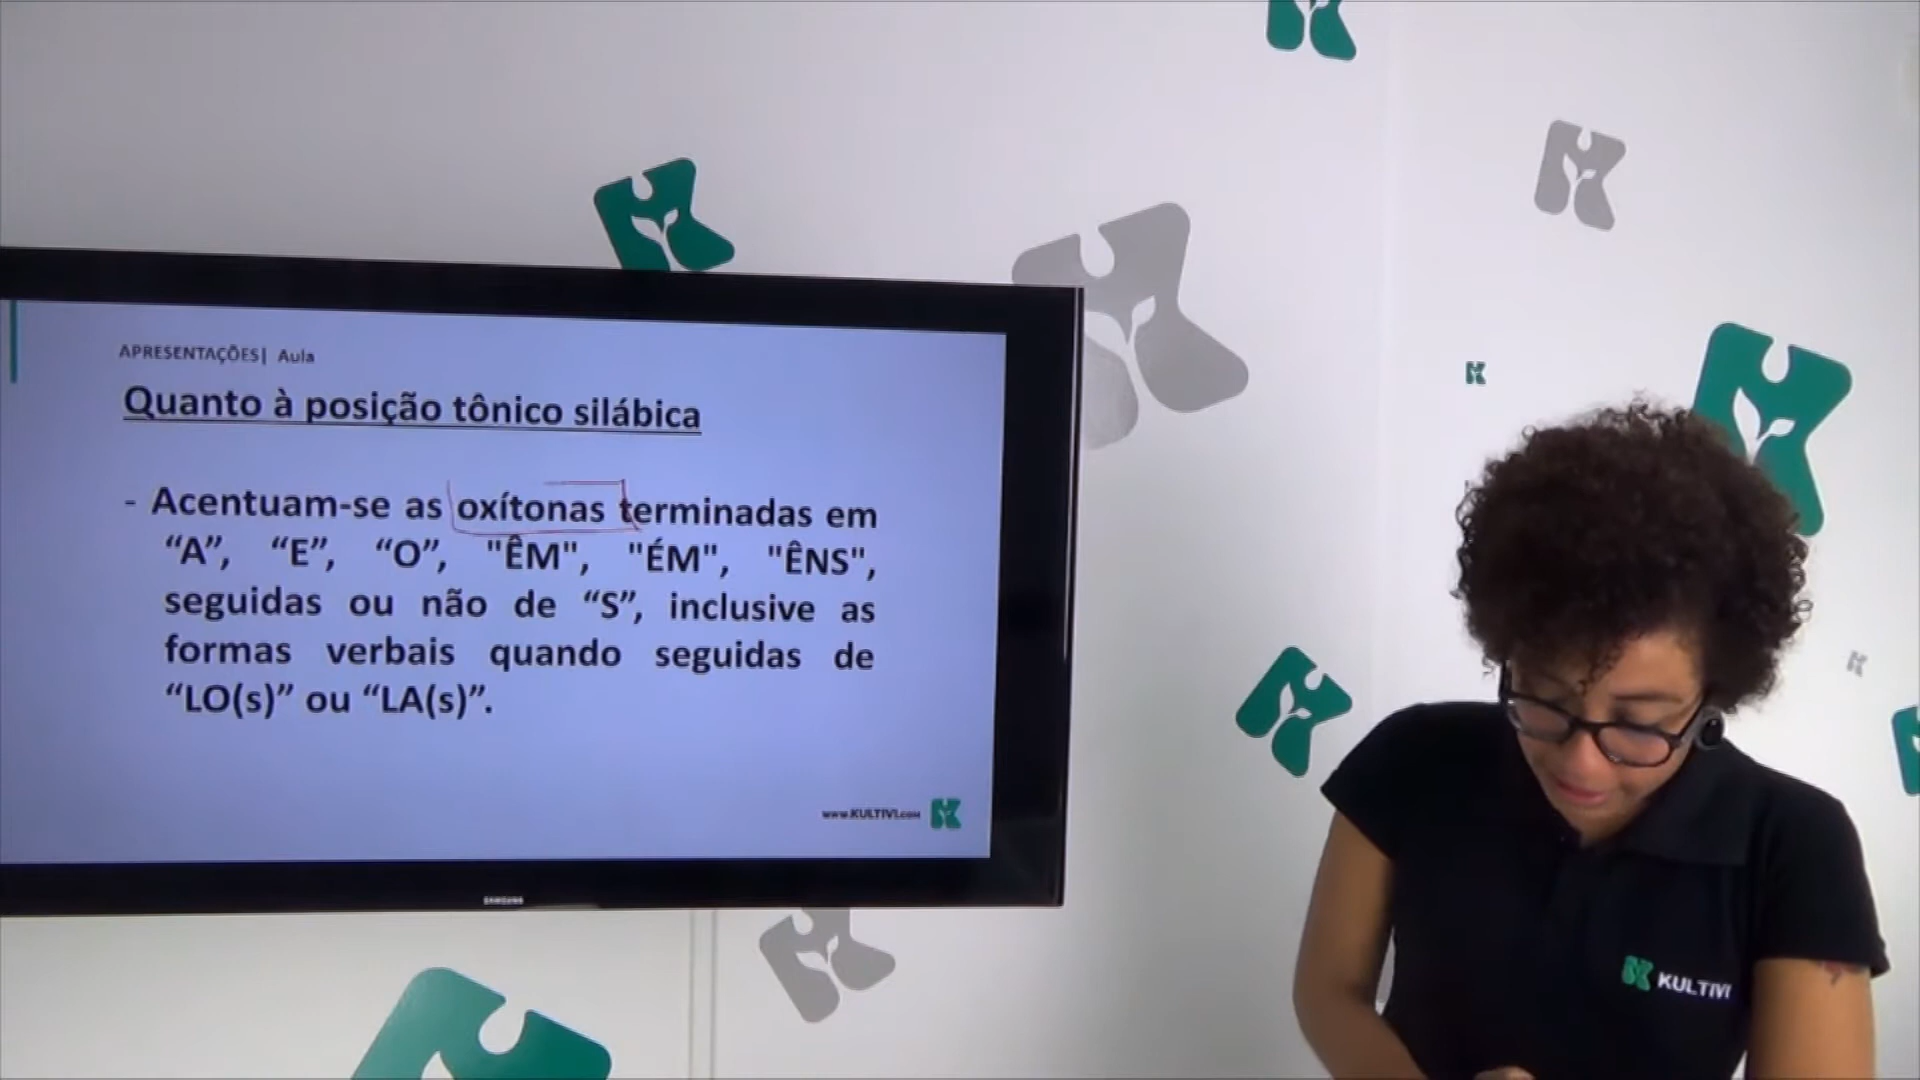 APRESENTAÇÕES| Aula
Quanto à posição tônico silábica
- Acentuam-se as oxítonas terminadas em
“A”, “E”, “O”, "ÊM", "ÉM", "ÊNS",
seguidas ou não de “S”, inclusive as
formas verbais quando seguidas de
“LO(s)” ou “LA(s)”.
www.KULTIVI.COM
SAMSUNG
KULTIVI